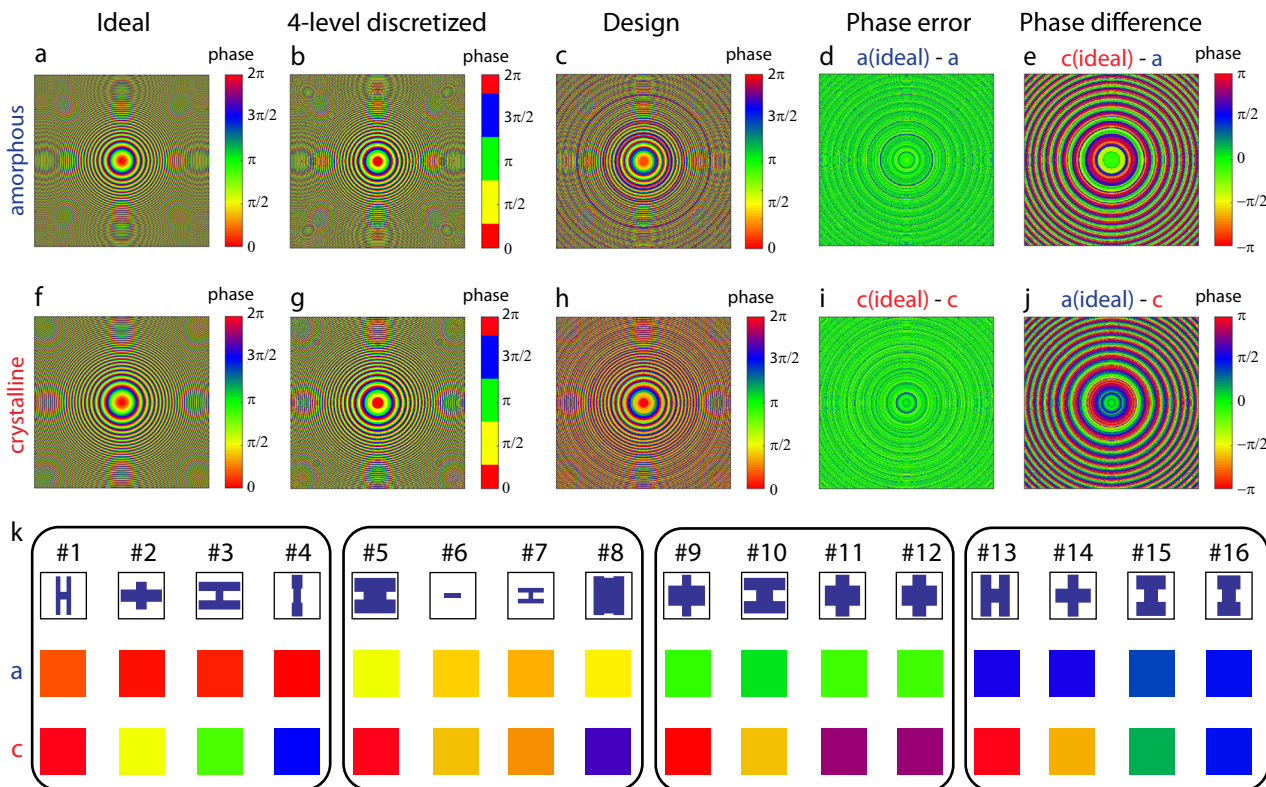 Ideal 4-level discretized Design Phase error Phase difference
a phase b phase c phase d a(ideal) - a e c(ideal) - a phase
2π 2π 2π π
3π/2 3π/2 3π/2 π/2
π π π 0
π/2 π/2 π/2 −π/2
0 0 0 −π
amorphous
f phase g phase h phase i c(ideal) - c j a(ideal) - c phase
2π 2π 2π π
3π/2 3π/2 3π/2 π/2
π π π 0
π/2 π/2 π/2 −π/2
0 0 0 −π
crystalline
k
#1 #2 #3 #4 #5 #6 #7 #8 #9 #10 #11 #12 #13 #14 #15 #16
a
c